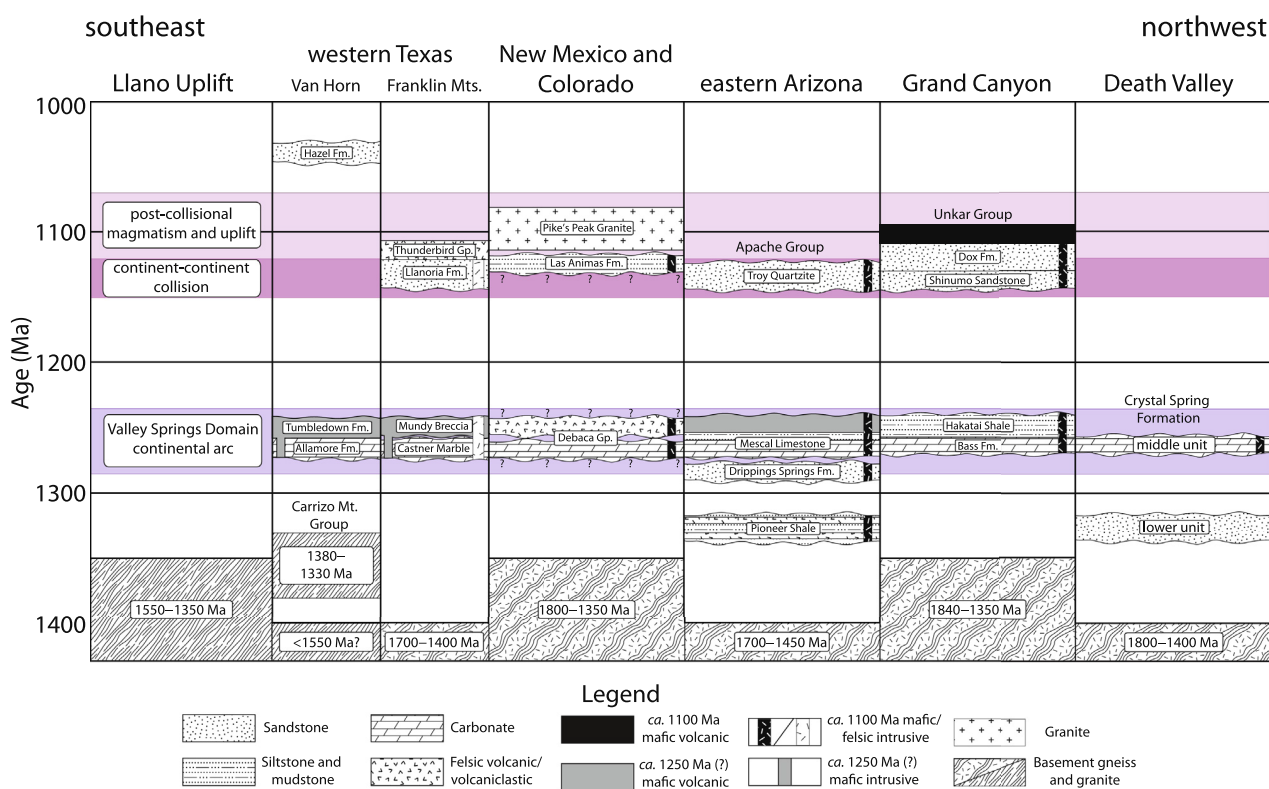 southeast
northwest
western Texas
New Mexico and
Colorado
Llano Uplift
Van Horn
Franklin Mts.
eastern Arizona
Grand Canyon
Death Valley
Age (Ma)
1000
1100
1200
1300
1400
Hazel Fm.
post-collisional
magmatism and uplift
continent-continent
collision
Thunderbird Gp.
Llanoria Fm.
Pike's Peak Granite
Las Animas Fm.
? ? ? ? ?
Apache Group
Troy Quartzite
Unkar Group
Dox Fm.
Shinumo Sandstone
Valley Springs Domain
continental arc
Tumbledown Fm.
Allamore Fm.
Mundy Breccia
Castner Marble
? ? ? ? ?
Debaca Gp.
? ? ? ? ?
Mescal Limestone
Drippings Springs Fm.
Pioneer Shale
Hakatai Shale
Bass Fm.
Crystal Spring
Formation
middle unit
lower unit
Carrizo Mt.
Group
1380–
1330 Ma
1550–1350 Ma
<1550 Ma?
1700–1400 Ma
1800–1350 Ma
1700–1450 Ma
1840–1350 Ma
1800–1400 Ma
Legend
Sandstone
Carbonate
ca. 1100 Ma
mafic volcanic
ca. 1100 Ma mafic/
felsic intrusive
Granite
Siltstone and
mudstone
Felsic volcanic/
volcaniclastic
ca. 1250 Ma (?)
mafic volcanic
ca. 1250 Ma (?)
mafic intrusive
Basement gneiss
and granite